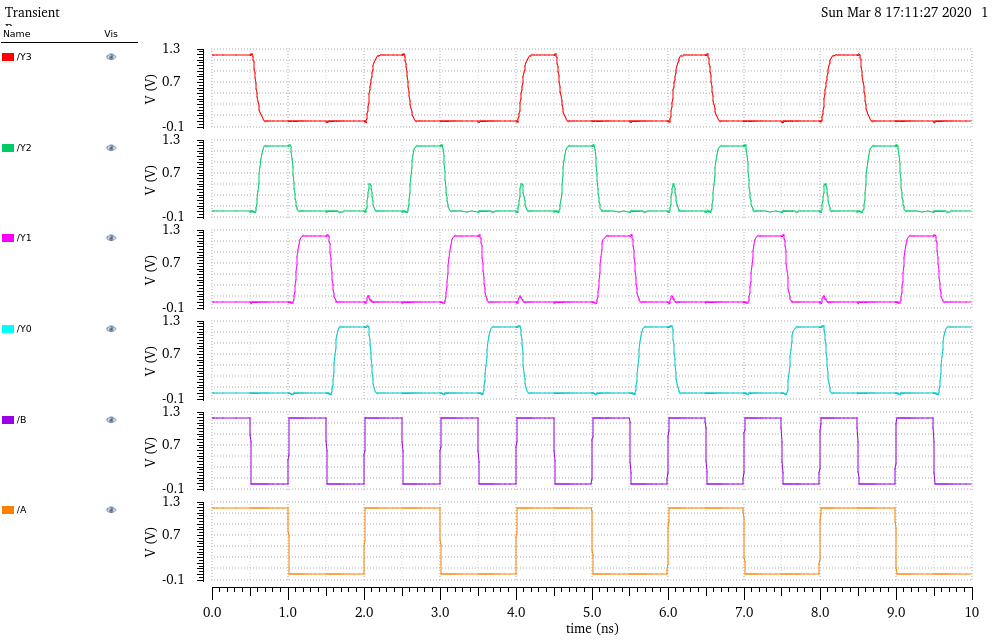 Transient
Sun Mar 8 17:11:27 2020 1
Name Vis
/Y3
1.3
0.7
-0.1
V (V)
/Y2
1.3
0.7
-0.1
V (V)
/Y1
1.3
0.7
-0.1
V (V)
/Y0
1.3
0.7
-0.1
V (V)
/B
1.3
0.7
-0.1
V (V)
/A
1.3
0.7
-0.1
V (V)
0.0 1.0 2.0 3.0 4.0 5.0 6.0 7.0 8.0 9.0 10
time (ns)